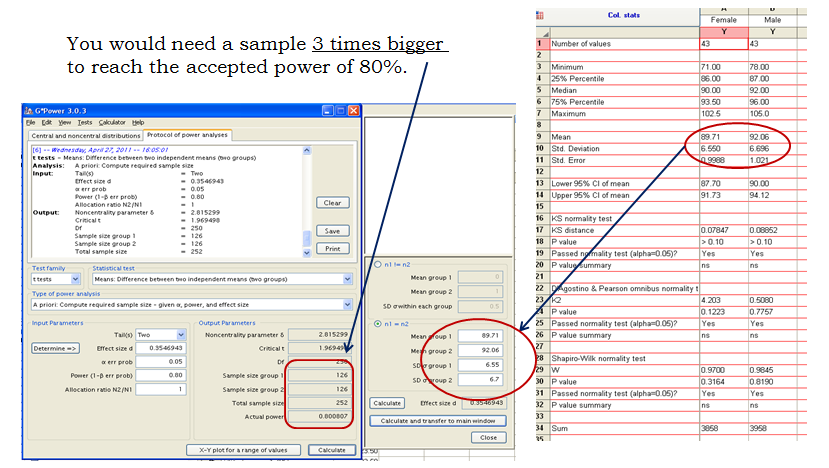 You would need a sample 3 times bigger
to reach the accepted power of 80%.
G*Power 3.0.3
File Edit View Tests Calculator Help
Central and noncentral distributions Protocol of power analyses
[6] -- Wednesday, April 27, 2011 -- 16:05:01
t tests - Means: Difference between two independent means (two groups)
Analysis: A priori: Compute required sample size
Input: Tail(s) = Two
Effect size d = 0.3546943
α err prob = 0.05
Power (1-β err prob) = 0.80
Allocation ratio N2/N1 = 1
Output: Noncentrality parameter δ = 2.815299
Critical t = 1.969498
Df = 250
Sample size group 1 = 126
Sample size group 2 = 126
Total sample size = 252
Clear
Save
Print
Test family Statistical test
t tests Means: Difference between two independent means (two groups)
Type of power analysis
A priori: Compute required sample size - given α, power, and effect size
Input Parameters Output Parameters
Tail(s) Two Noncentrality parameter δ 2.815299
Determine => Effect size d 0.3546943 Critical t
α err prob 0.05 Df 250
Power (1-β err prob) 0.80 Sample size group 1 126
Allocation ratio N2/N1 1 Sample size group 2 126
Total sample size 252
Actual power 0.800807
X-Y plot for a range of values Calculate
n1 != n2
Mean group 1 0
Mean group 2 1
SD σ within each group 0.5
n1 = n2
Mean group 1 89.71
Mean group 2 92.06
SD σ group 1 6.55
SD σ group 2 6.7
Calculate Effect size d 0.3546943
Calculate and transfer to main window
Close
Col. stats A B
Female Male
Y Y
1 Number of values 43 43
2
3 Minimum 71.00 78.00
4 25% Percentile 86.00 87.00
5 Median 90.00 92.00
6 75% Percentile 93.50 96.00
7 Maximum 102.5 105.0
8
9 Mean 89.71 92.06
10 Std. Deviation 6.550 6.696
11 Std. Error 0.9988 1.021
12
13 Lower 95% CI of mean 87.70 90.00
14 Upper 95% CI of mean 91.73 94.12
15
16 KS normality test
17 KS distance 0.07847 0.08852
18 P value > 0.10 > 0.10
19 Passed normality test (alpha=0.05)? Yes Yes
20 P value summary ns ns
21
22 D'Agostino & Pearson omnibus normality t
23 K2 4.203 0.5080
24 P value 0.1223 0.7757
25 Passed normality test (alpha=0.05)? Yes Yes
26 P value summary ns ns
27
28 Shapiro-Wilk normality test
29 W 0.9700 0.9845
30 P value 0.3164 0.8190
31 Passed normality test (alpha=0.05)? Yes Yes
32 P value summary ns ns
33
34 Sum 3858 3958
35